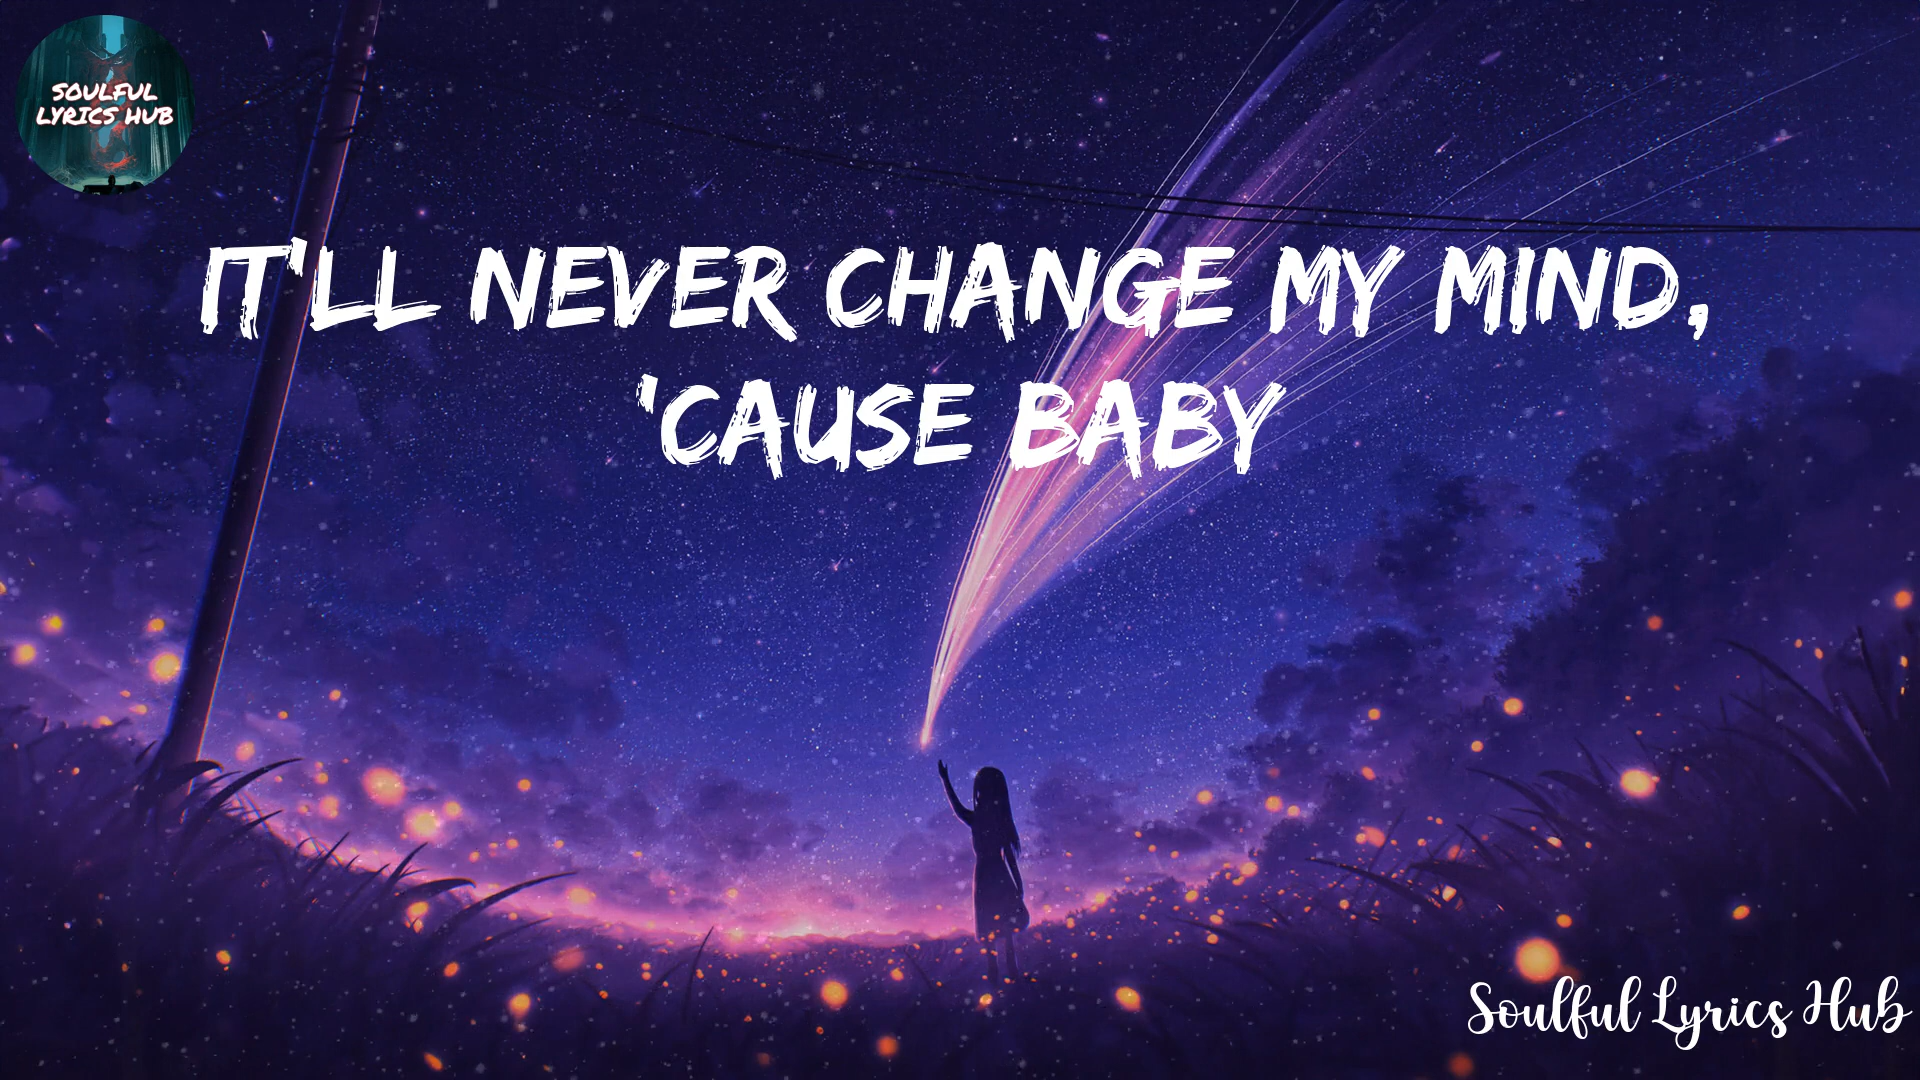 SOULFUL
LYRICS HUB
IT'LL NEVER CHANGE MY MIND,
'CAUSE BABY
Soulful Lyrics Hub